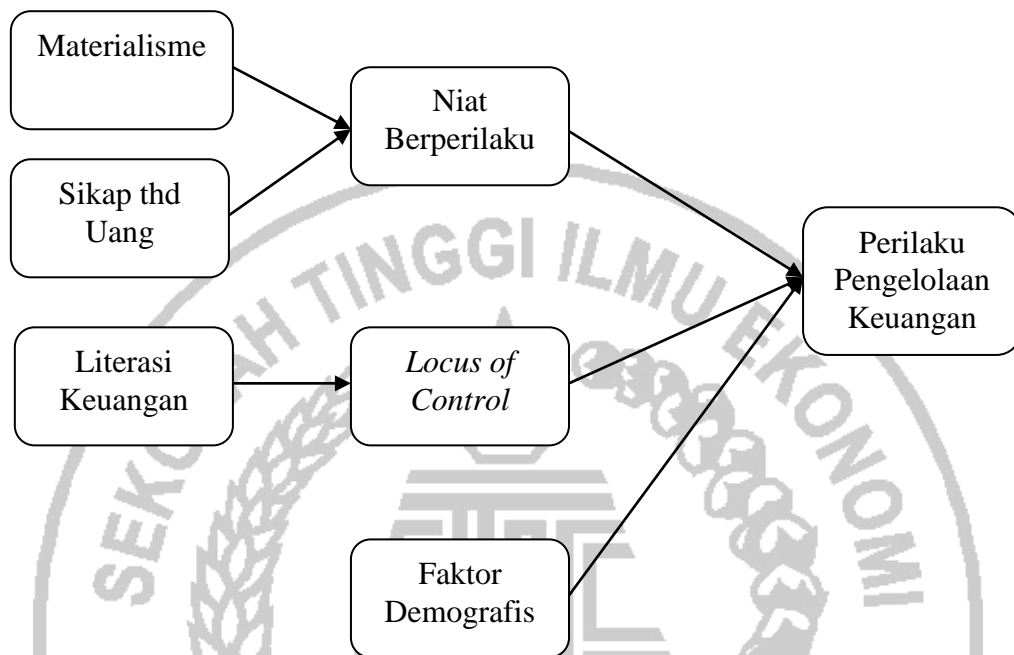 Materialisme
Niat
Berperilaku
Sikap thd
Uang
Perilaku
Pengelolaan
Keuangan
Literasi
Keuangan
Locus of
Control
Faktor
Demografis
SEKOLAH TINGGI ILMU EKONOMI